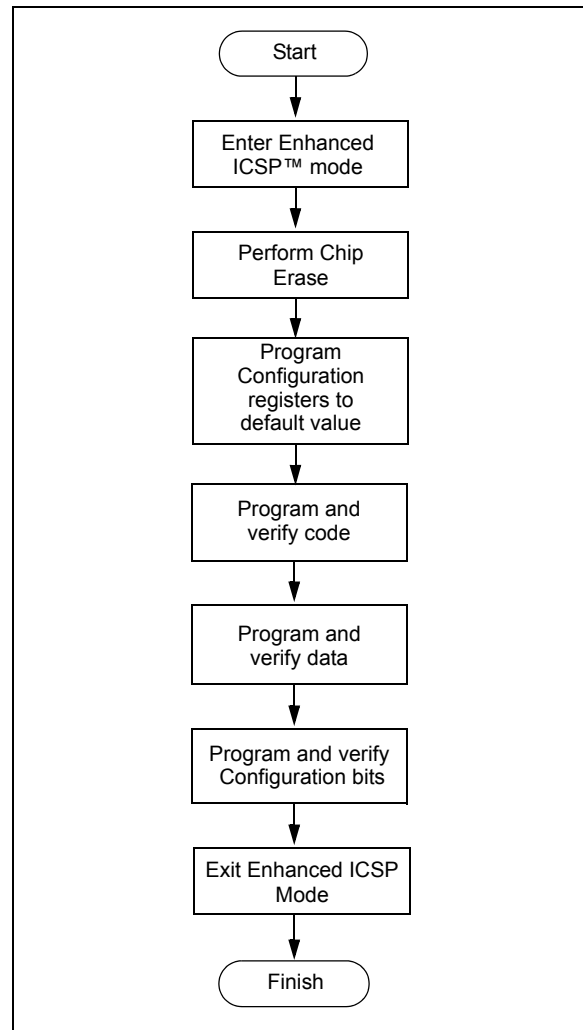 Start
Enter Enhanced
ICSP™ mode
Perform Chip
Erase
Program
Configuration
registers to
default value
Program and
verify code
Program and
verify data
Program and verify
Configuration bits
Exit Enhanced ICSP
Mode
Finish